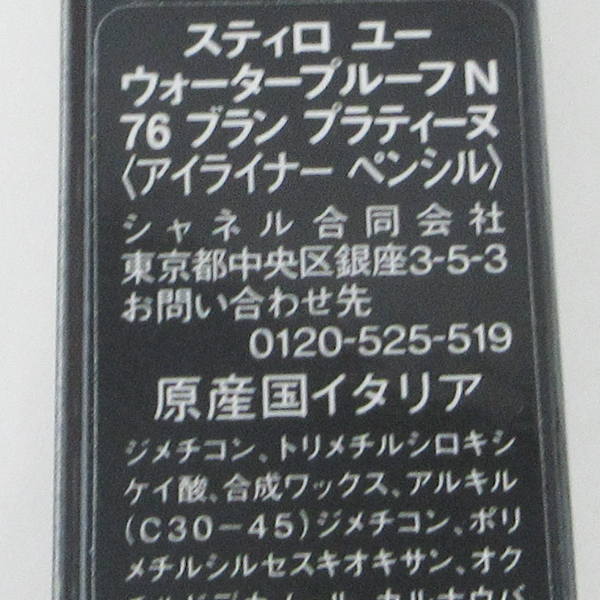 スティロ ユー
ウォータープルーフN
76 ブラン プラティーヌ
〈アイライナー ペンシル〉
シャネル合同会社
東京都中央区銀座3-5-3
お問い合わせ先
0120-525-519
原産国イタリア
ジメチコン、トリメチルシロキシ
ケイ酸、合成ワックス、アルキル
(C30-45)ジメチコン、ポリ
メチルシルセスキオキサン、オク